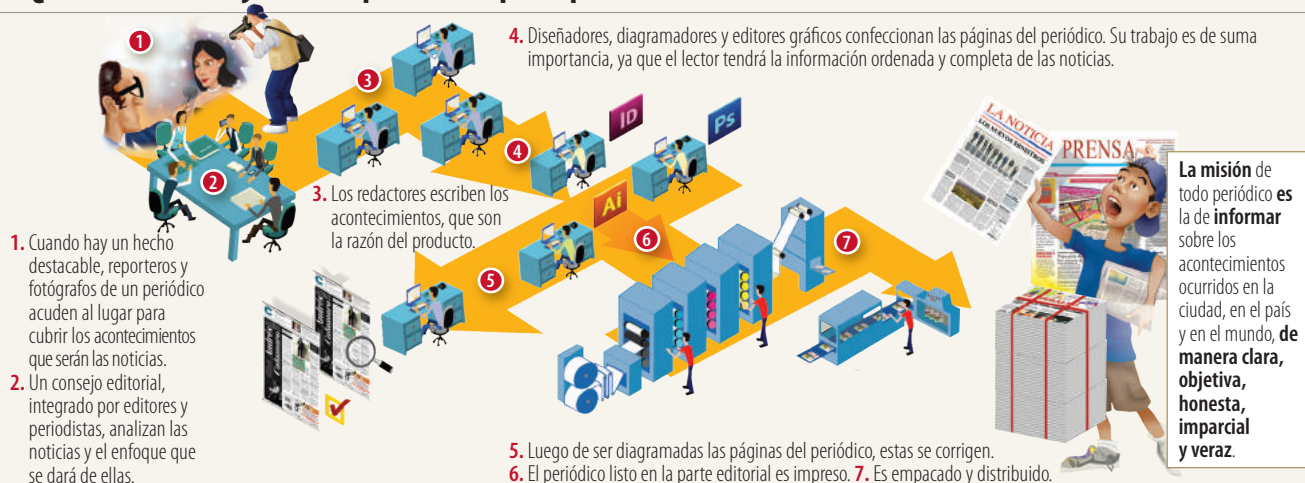 1
2
3
4
5
6
7
ID
Ps
Ai
1. Cuando hay un hecho
destacable, reporteros y
fotógrafos de un periódico
acuden al lugar para
cubrir los acontecimientos
que serán las noticias.
2. Un consejo editorial,
integrado por editores y
periodistas, analizan las
noticias y el enfoque que
se dará de ellas.
3. Los redactores escriben los
acontecimientos, que son
la razón del producto.
4. Diseñadores, diagramadores y editores gráficos confeccionan las páginas del periódico. Su trabajo es de suma
importancia, ya que el lector tendrá la información ordenada y completa de las noticias.
5. Luego de ser diagramadas las páginas del periódico, estas se corrigen.
6. El periódico listo en la parte editorial es impreso. 7. Es empacado y distribuido.
LA NOTICIA
LOS NUEVOS MINISTROS
PRENSA
La misión de
todo periódico es
la de informar
sobre los
acontecimientos
ocurridos en la
ciudad, en el país
y en el mundo, de
manera clara,
objetiva,
honesta,
imparcial
y veraz.